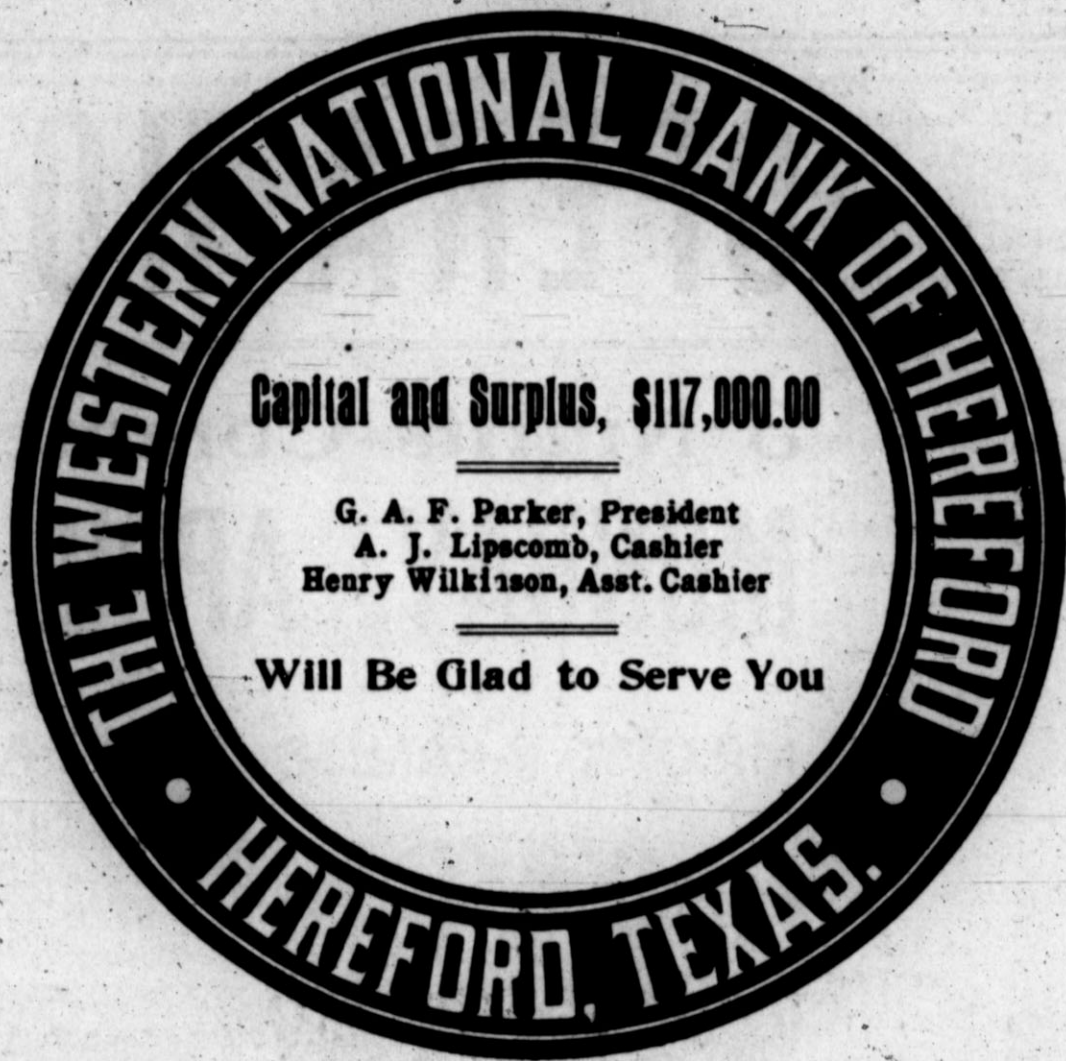 THE WESTERN NATIONAL BANK OF HEREFORD
Capital and Surplus, $117,000.00
G. A. F. Parker, President
A. J. Lipscomb, Cashier
Henry Wilkinson, Asst. Cashier
Will Be Glad to Serve You
HEREFORD, TEXAS.